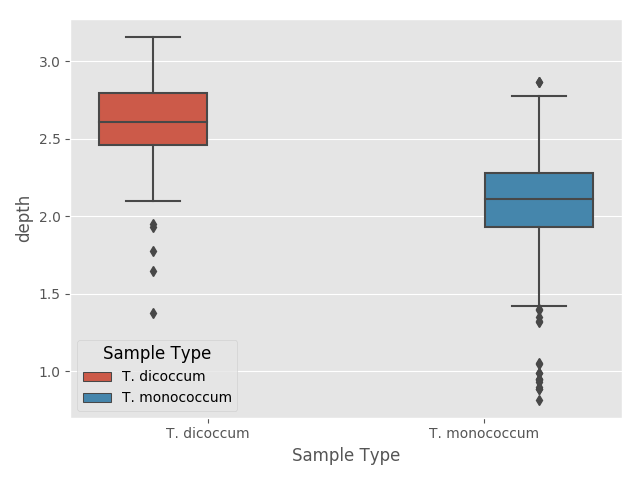 3.0
2.5
2.0
1.5
1.0
depth
Sample Type
T. dicoccum
T. monococcum
T. dicoccum
T. monococcum
Sample Type